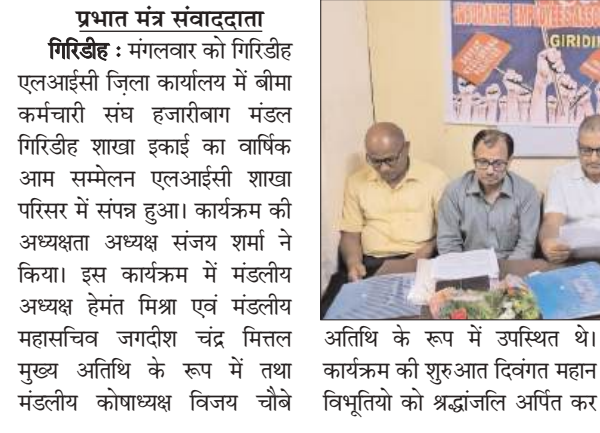 प्रभात मंत्र संवाददाता
गिरिडीह : मंगलवार को गिरिडीह
एलआईसी ज़िला कार्यालय में बीमा
कर्मचारी संघ हजारीबाग मंडल
गिरिडीह शाखा इकाई का वार्षिक
आम सम्मेलन एलआईसी शाखा
परिसर में संपन्न हुआ। कार्यक्रम की
अध्यक्षता अध्यक्ष संजय शर्मा ने
किया। इस कार्यक्रम में मंडलीय
अध्यक्ष हेमंत मिश्रा एवं मंडलीय
महासचिव जगदीश चंद्र मित्तल
मुख्य अतिथि के रूप में तथा
मंडलीय कोषाध्यक्ष विजय चौबे
INSURANCE EMPLOYEES ASSO
GIRIDI
अतिथि के रूप में उपस्थित थे।
कार्यक्रम की शुरुआत दिवंगत महान
विभूतियो को श्रद्धांजलि अर्पित कर